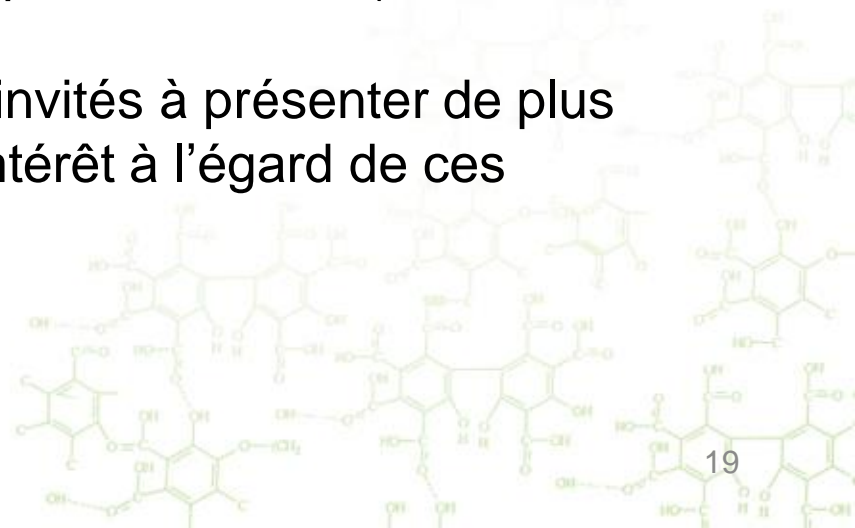 invités à présenter de plus
ntérêt à l’égard de ces
19